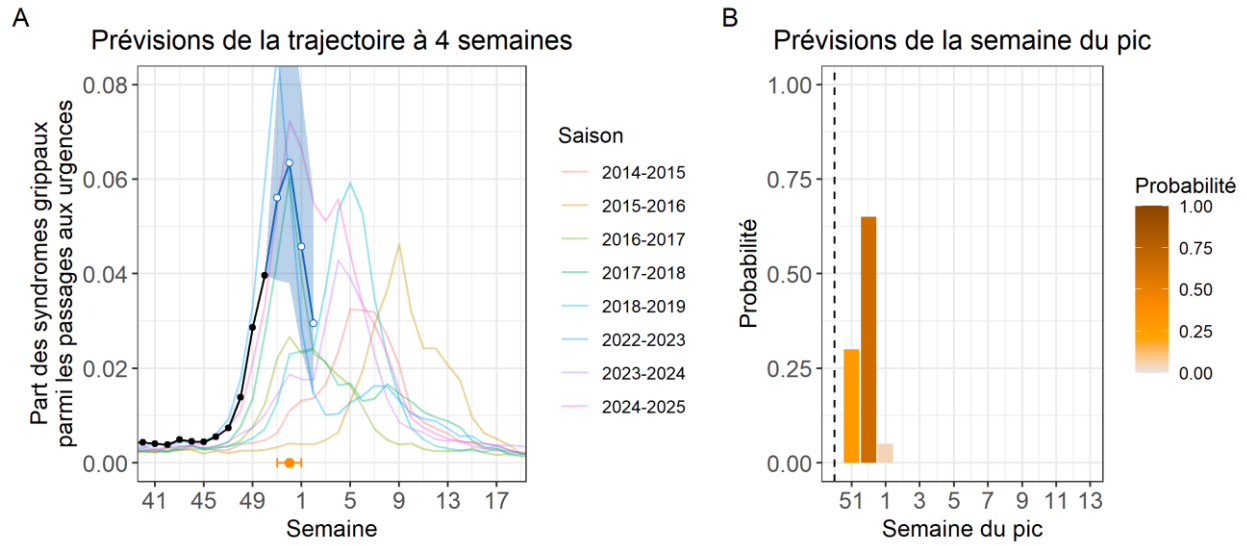 A
Prévisions de la trajectoire à 4 semaines
Part des syndromes grippaux
parmi les passages aux urgences
0.08
0.06
0.04
0.02
0.00
41 45 49 1 5 9 13 17
Semaine
Saison
2014-2015
2015-2016
2016-2017
2017-2018
2018-2019
2022-2023
2023-2024
2024-2025
B
Prévisions de la semaine du pic
Probabilité
1.00
0.75
0.50
0.25
0.00
51 1 3 5 7 9 11 13
Semaine du pic
Probabilité
1.00
0.75
0.50
0.25
0.00